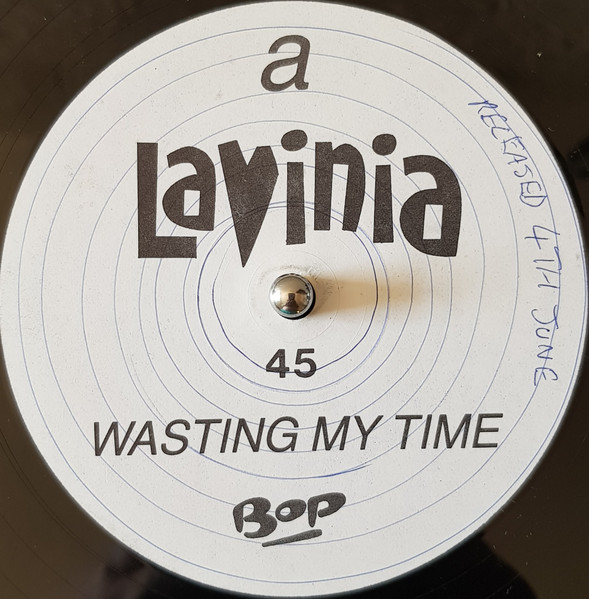 a
Lavinia
45
WASTING MY TIME
BOP
RELEASED 4TH JUNE